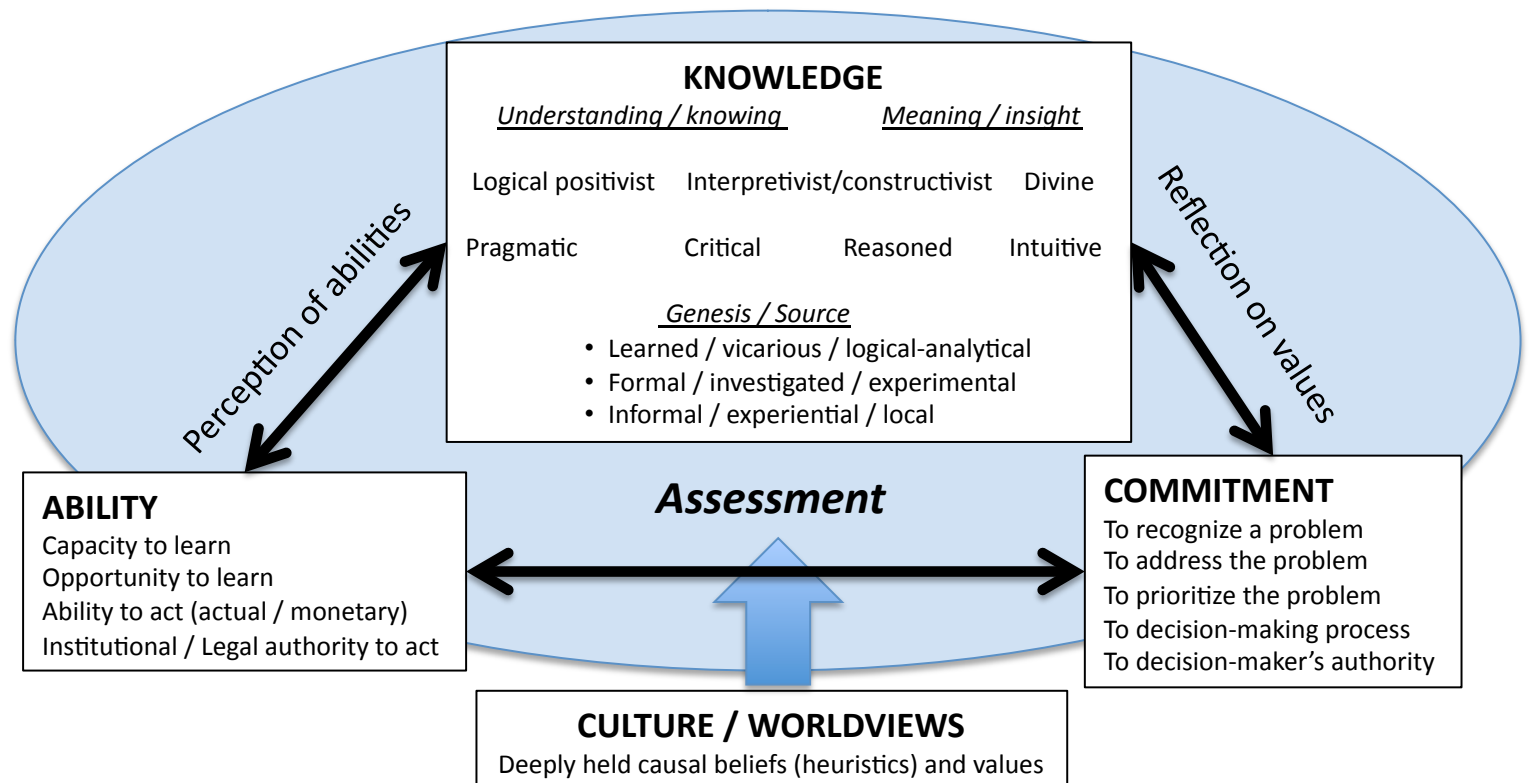 KNOWLEDGE
Understanding / knowing Meaning / insight
Logical positivist Interpretivist/constructivist Divine
Pragmatic Critical Reasoned Intuitive
Genesis / Source
• Learned / vicarious / logical-analytical
• Formal / investigated / experimental
• Informal / experiential / local
Perception of abilities
Reflection on values
Assessment
ABILITY
Capacity to learn
Opportunity to learn
Ability to act (actual / monetary)
Institutional / Legal authority to act
COMMITMENT
To recognize a problem
To address the problem
To prioritize the problem
To decision-making process
To decision-maker's authority
CULTURE / WORLDVIEWS
Deeply held causal beliefs (heuristics) and values